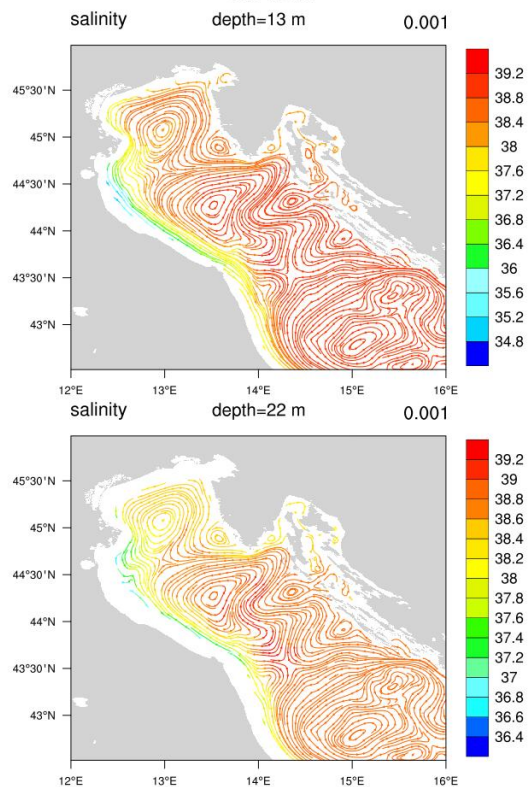 salinity depth=13 m 0.001
45°30'N
45°N
44°30'N
44°N
43°30'N
43°N
12°E 13°E 14°E 15°E 16°E
39.2
38.8
38.4
38
37.6
37.2
36.8
36.4
36
35.6
35.2
34.8
salinity depth=22 m 0.001
45°30'N
45°N
44°30'N
44°N
43°30'N
43°N
12°E 13°E 14°E 15°E 16°E
39.2
39
38.8
38.6
38.4
38.2
38
37.8
37.6
37.4
37.2
37
36.8
36.6
36.4
36.2